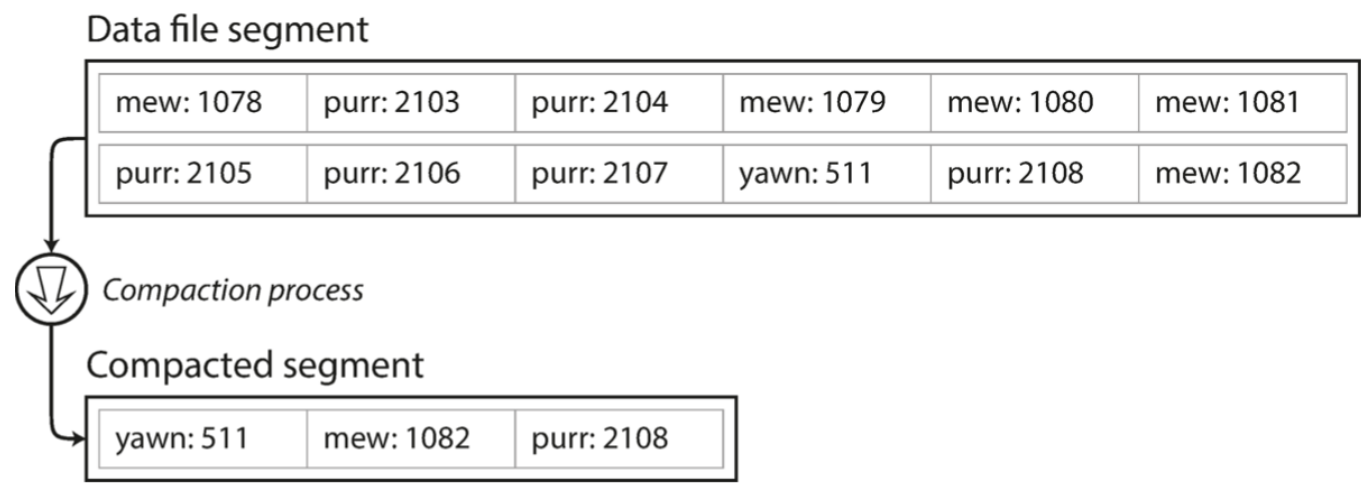 Data file segment
mew: 1078 purr: 2103 purr: 2104 mew: 1079 mew: 1080 mew: 1081
purr: 2105 purr: 2106 purr: 2107 yawn: 511 purr: 2108 mew: 1082
Compaction process
Compacted segment
yawn: 511 mew: 1082 purr: 2108